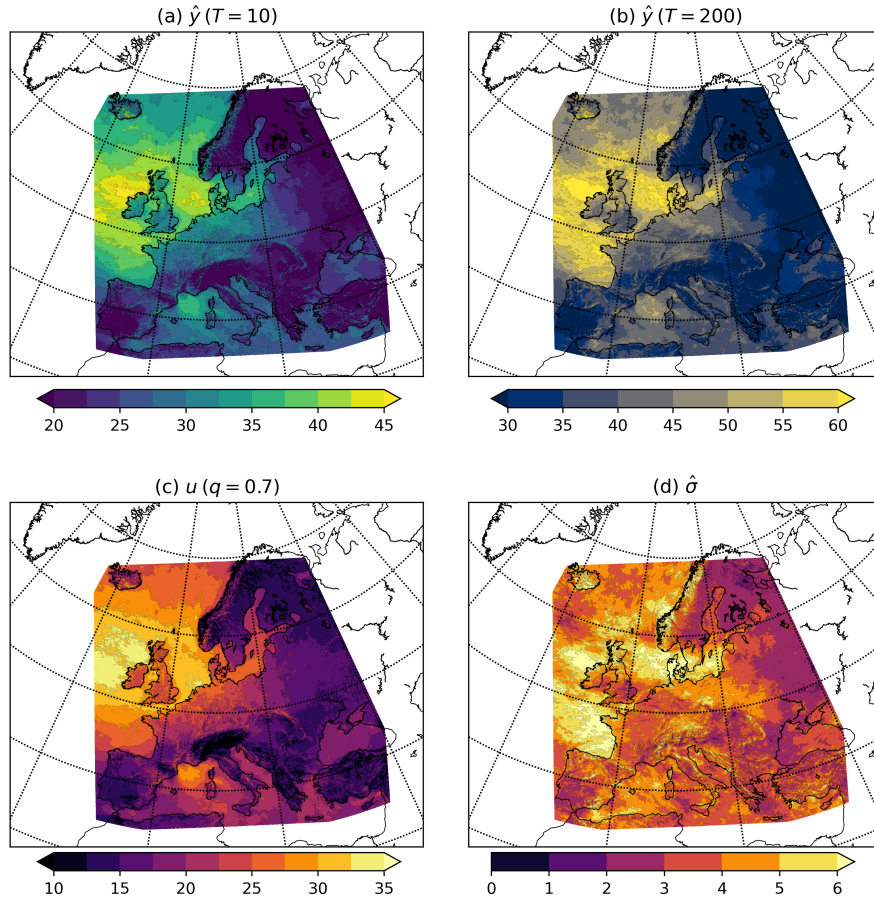 (a) ŷ (T = 10)
(b) ŷ (T = 200)
20 25 30 35 40 45
30 35 40 45 50 55 60
(c) u (q = 0.7)
(d) σ̂
10 15 20 25 30 35
0 1 2 3 4 5 6